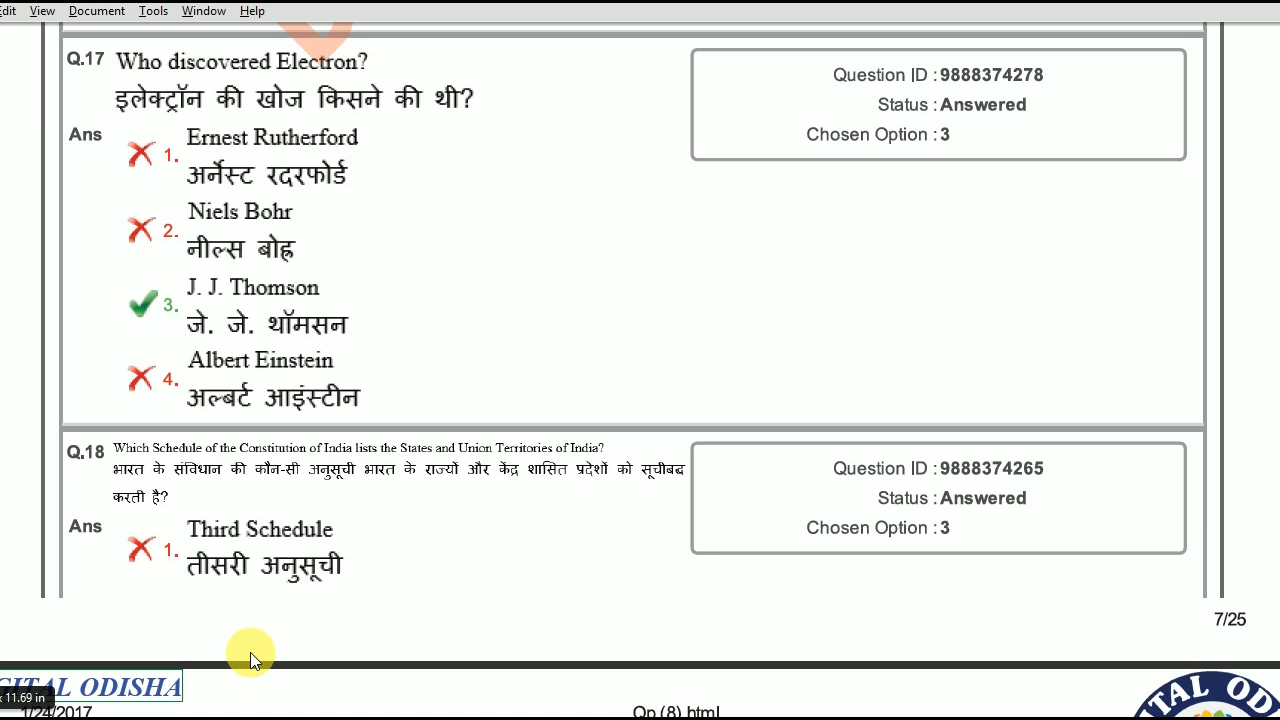 Edit View Document Tools Window Help
Q.17 Who discovered Electron?
इलेक्ट्रॉन की खोज किसने की थी?
Question ID : 9888374278
Status : Answered
Chosen Option : 3
Ans
1. Ernest Rutherford
अर्नेस्ट रदरफोर्ड
2. Niels Bohr
नील्स बोह्र
3. J. J. Thomson
जे. जे. थॉमसन
4. Albert Einstein
अल्बर्ट आइंस्टीन
Q.18 Which Schedule of the Constitution of India lists the States and Union Territories of India?
भारत के संविधान की कौन-सी अनुसूची भारत के राज्यों और केंद्र शासित प्रदेशों को सूचीबद्ध
करती है?
Question ID : 9888374265
Status : Answered
Chosen Option : 3
Ans
1. Third Schedule
तीसरी अनुसूची
7/25
GITAL ODISHA
x 11.69 in
1/24/2017
Qp (8).html
ITAL OD